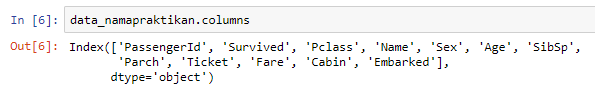 In [6]: data_namapraktikan.columns
Out[6]: Index(['PassengerId', 'Survived', 'Pclass', 'Name', 'Sex', 'Age', 'SibSp',
'Parch', 'Ticket', 'Fare', 'Cabin', 'Embarked'],
dtype='object')